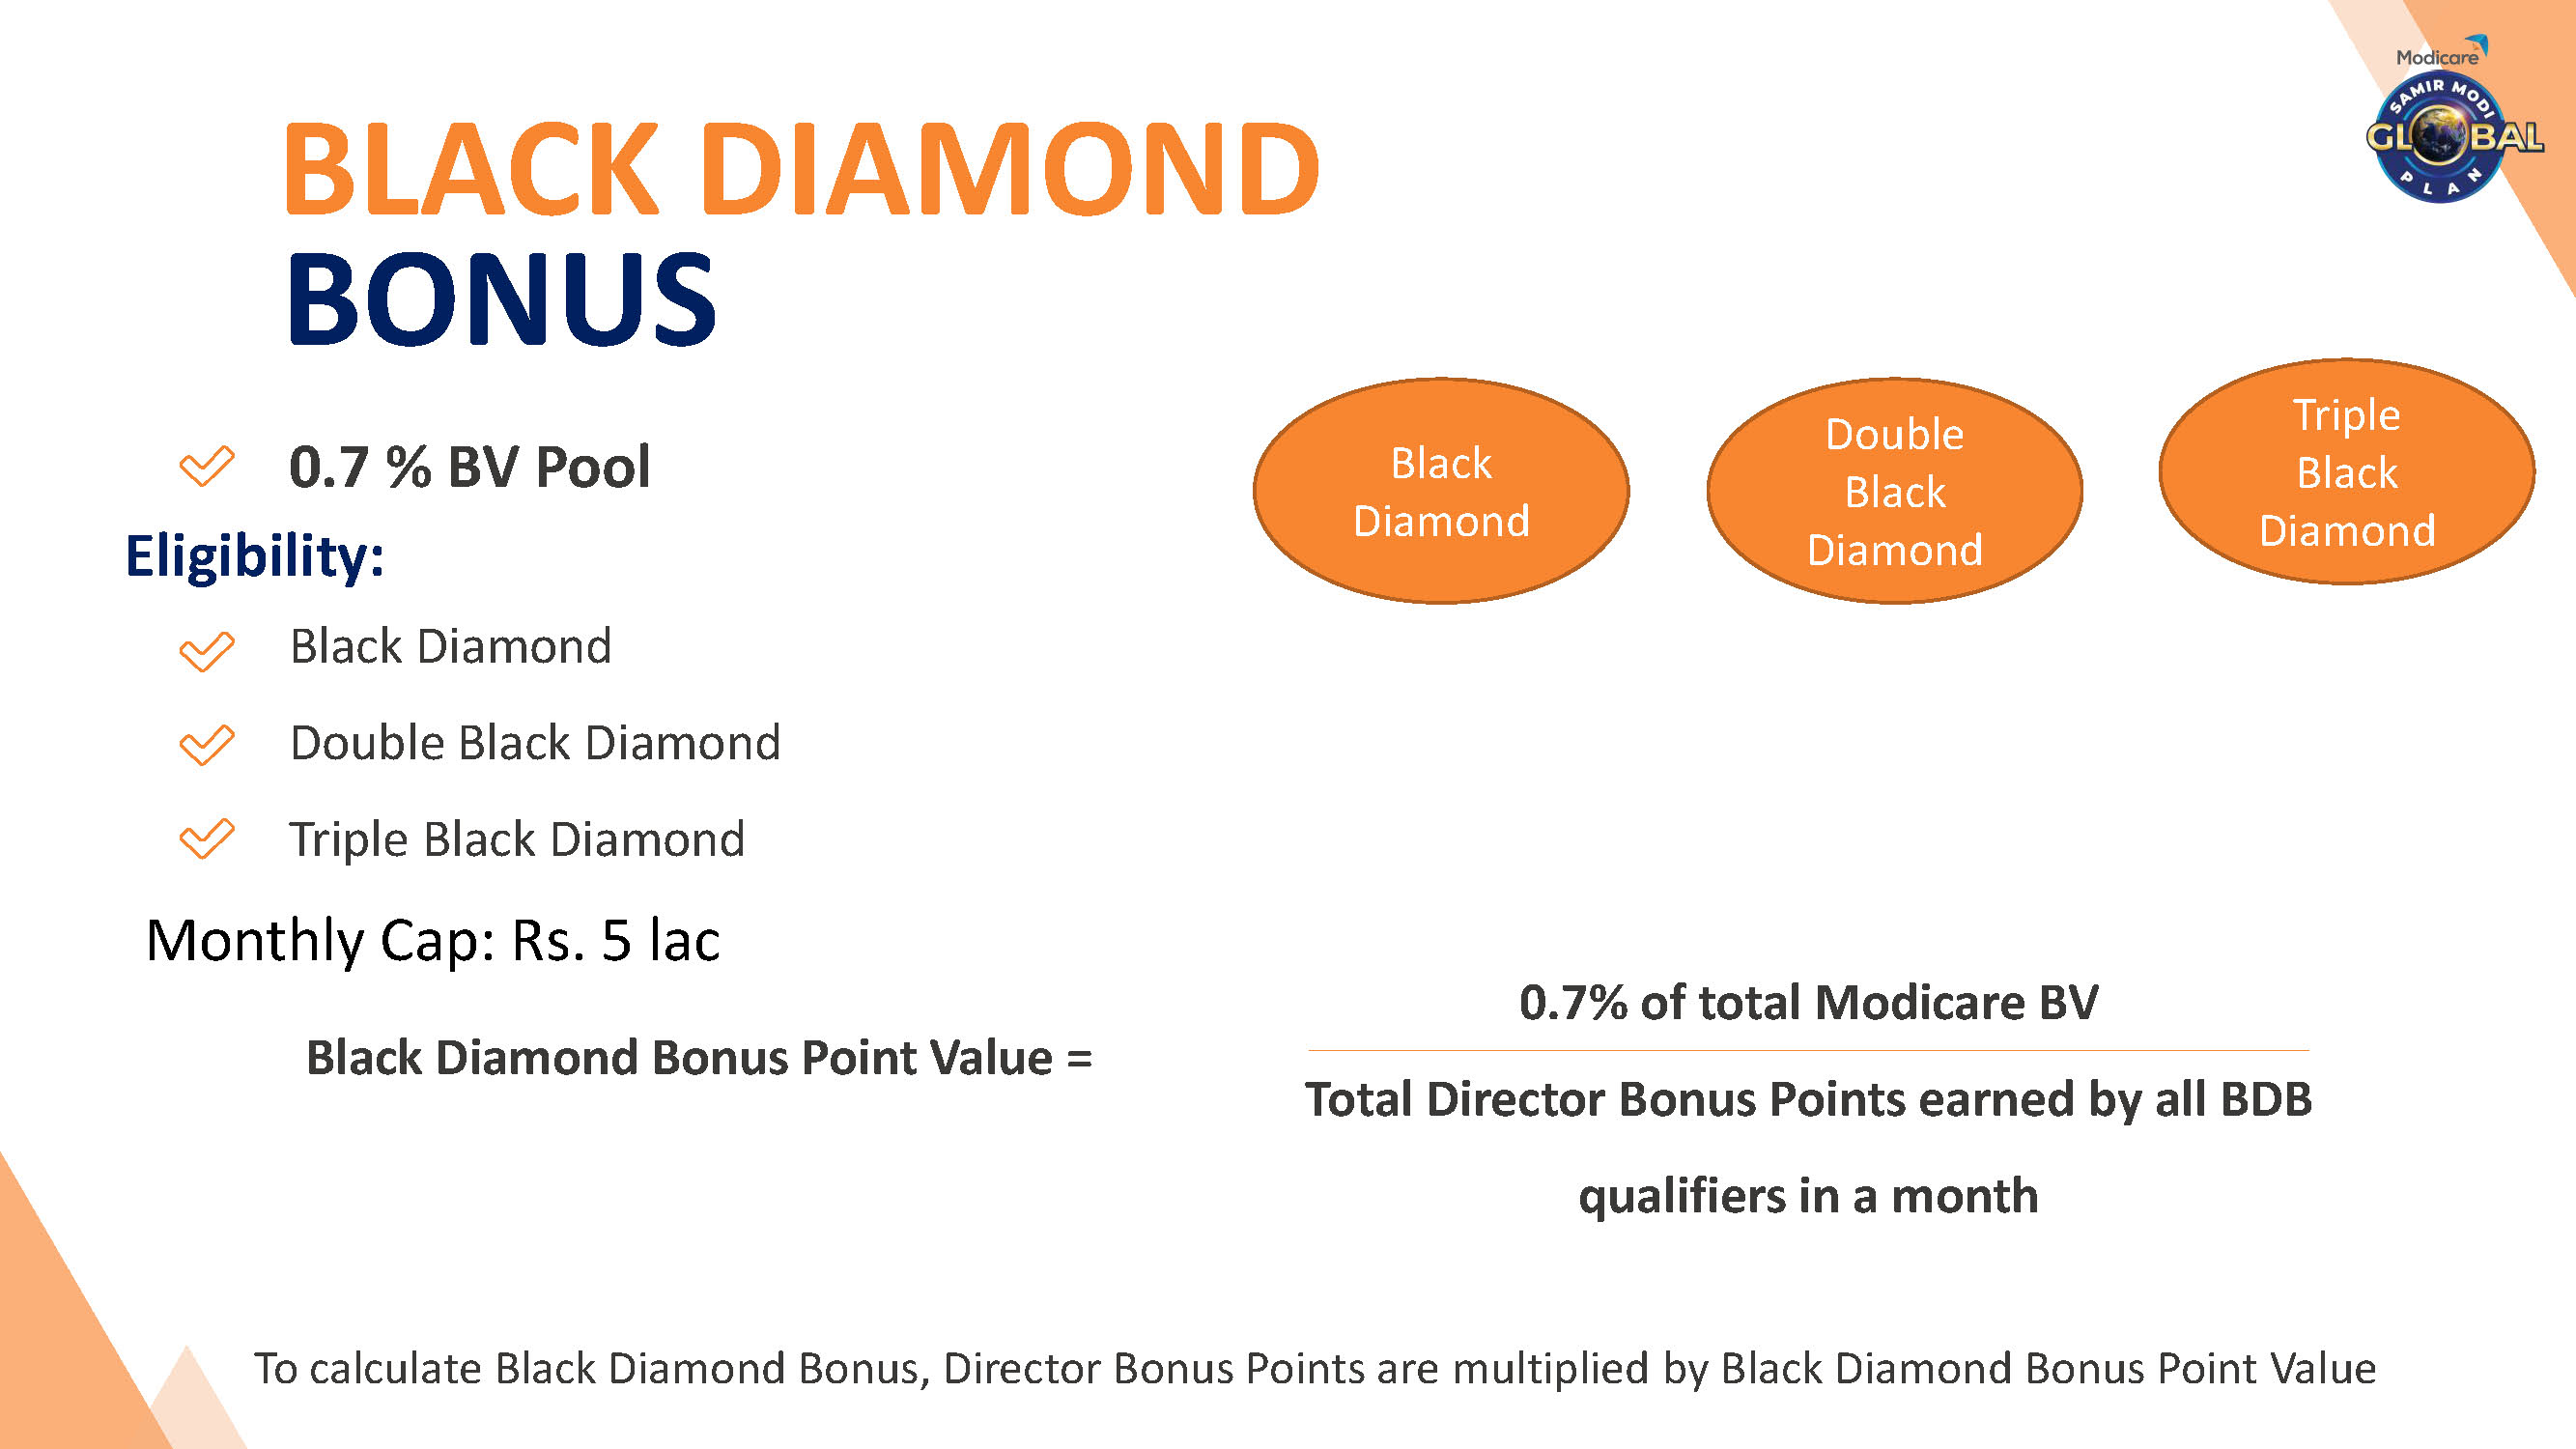 Modicare
SAMIR MODI
GLOBAL
PLAN
BLACK DIAMOND
BONUS
0.7 % BV Pool
Eligibility:
Black Diamond
Double Black Diamond
Triple Black Diamond
Monthly Cap: Rs. 5 lac
Black
Diamond
Double
Black
Diamond
Triple
Black
Diamond
Black Diamond Bonus Point Value =
0.7% of total Modicare BV
Total Director Bonus Points earned by all BDB
qualifiers in a month
To calculate Black Diamond Bonus, Director Bonus Points are multiplied by Black Diamond Bonus Point Value